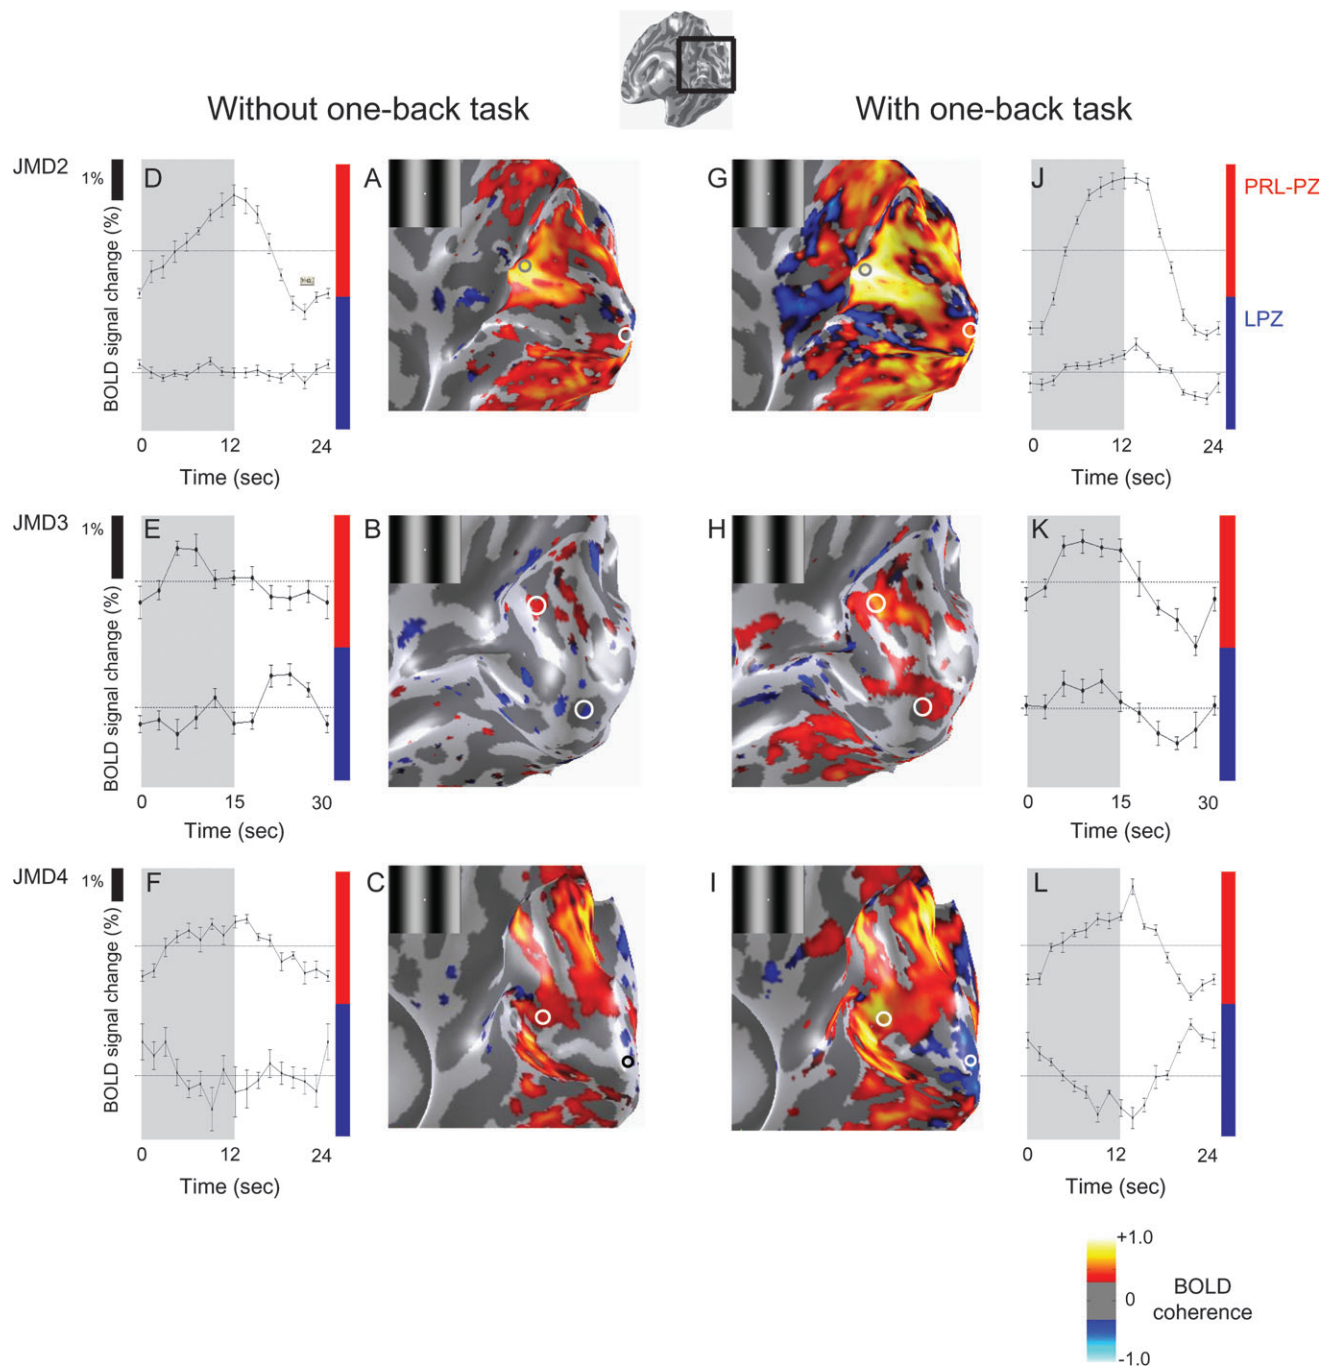 Without one-back task
With one-back task
JMD2
1%
BOLD signal change (%)
D
A
G
J
PRL-PZ
LPZ
0 12 24
Time (sec)
0 12 24
Time (sec)
JMD3
1%
BOLD signal change (%)
E
B
H
K
0 15 30
Time (sec)
0 15 30
Time (sec)
JMD4
1%
BOLD signal change (%)
F
C
I
L
0 12 24
Time (sec)
0 12 24
Time (sec)
+1.0
0
-1.0
BOLD
coherence